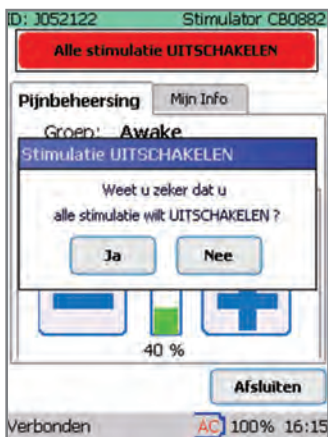 ID: J052122 Stimulator CB0882
Alle stimulatie UITSCHAKELEN
Pijnbeheersing Mijn Info
Groep: Awake
Stimulatie UITSCHAKELEN
Weet u zeker dat u
alle stimulatie wilt UITSCHAKELEN ?
Ja Nee
40 %
Afsluiten
Verbonden AC 100% 16:15